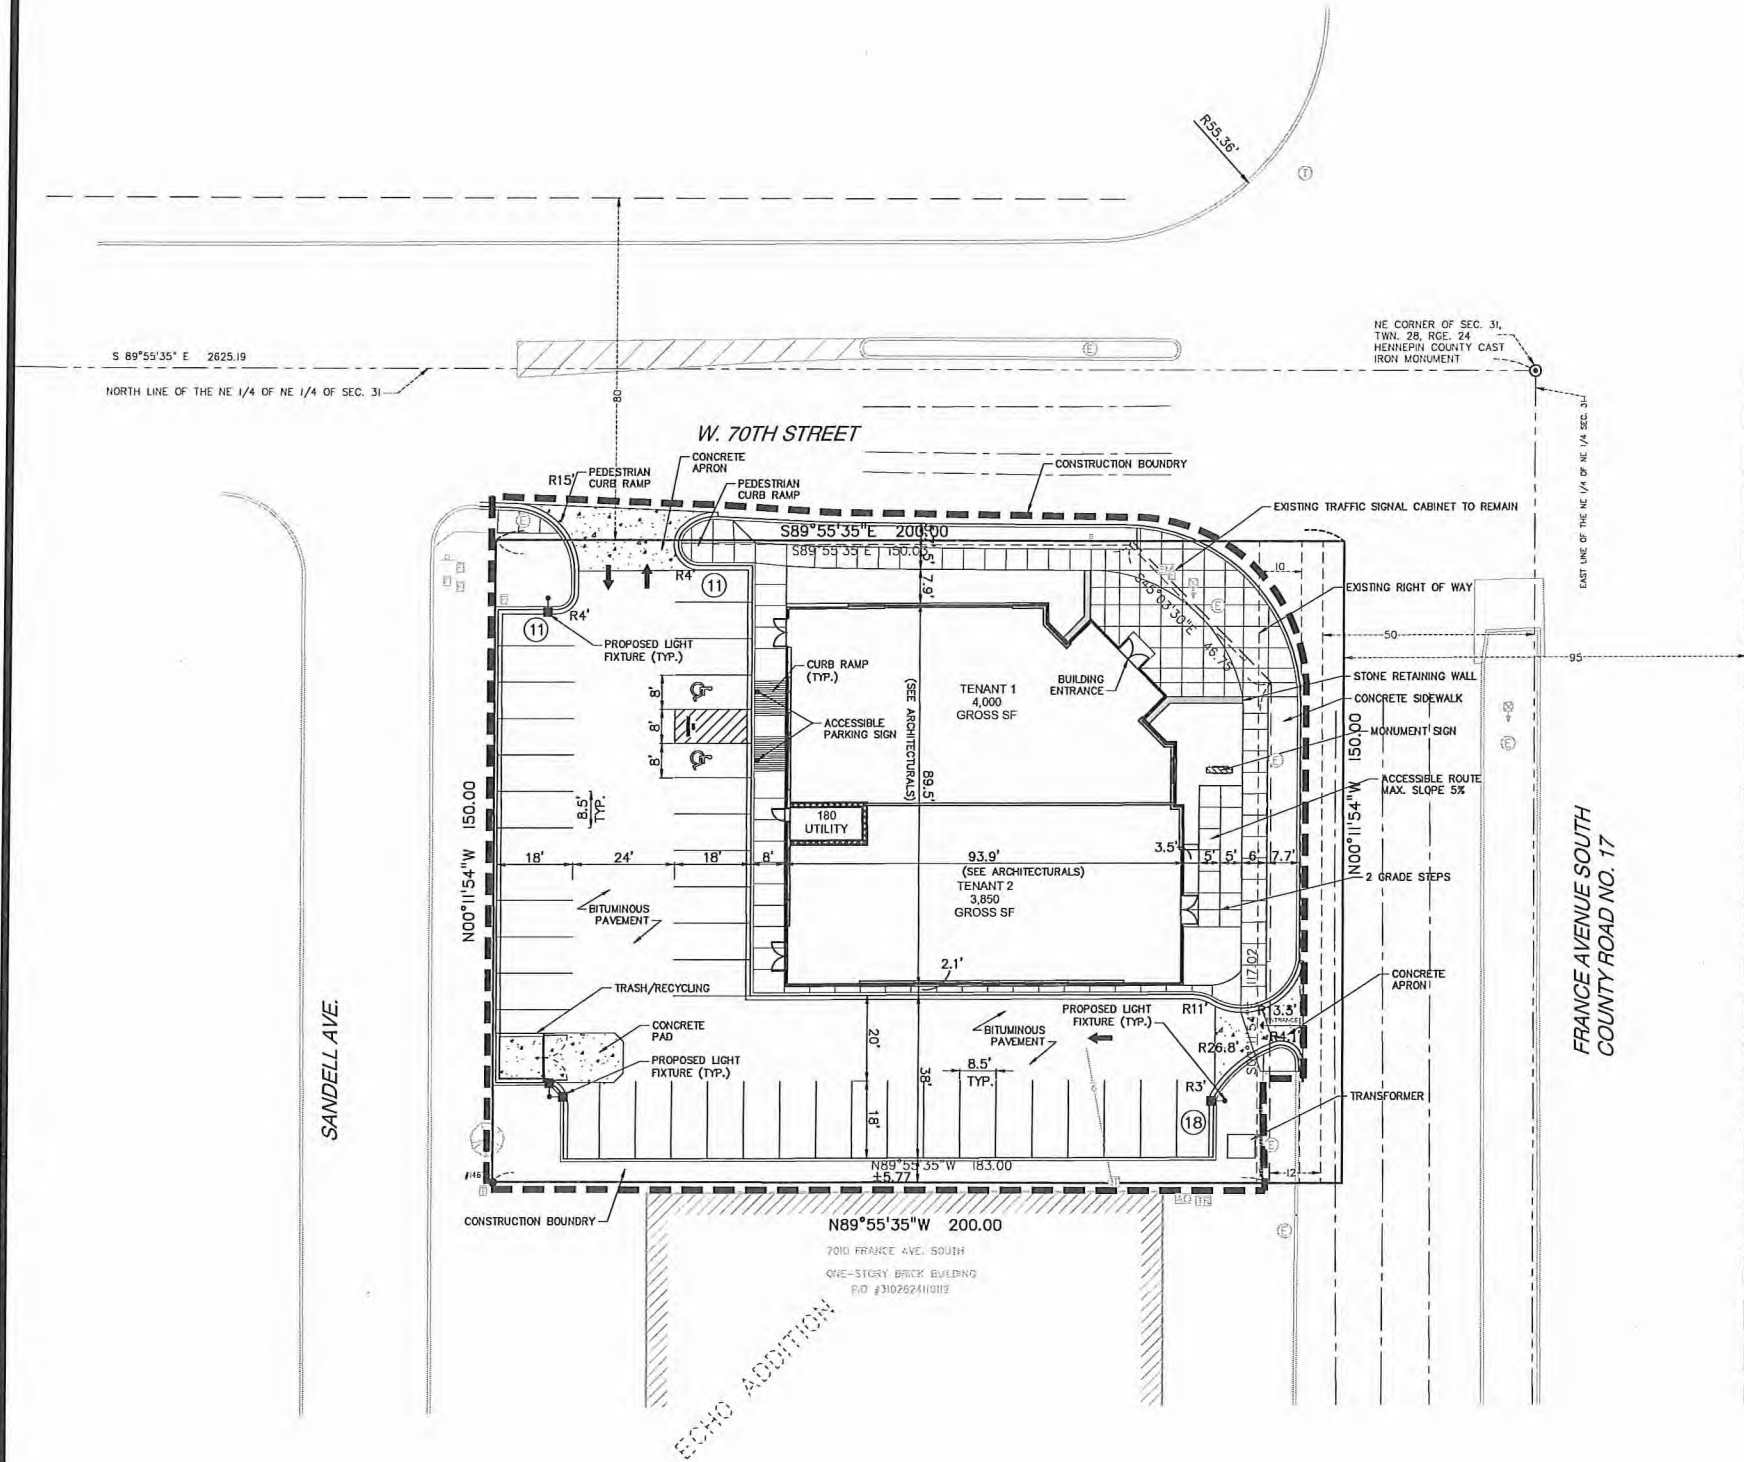 R55.36'
T
NE CORNER OF SEC. 31,
TWN. 28, RGE. 24
HENNEPIN COUNTY CAST
IRON MONUMENT
S 89°55'35" E 2625.19
E
NORTH LINE OF THE NE 1/4 OF NE 1/4 OF SEC. 31
80
EAST LINE OF THE NE 1/4 OF NE 1/4 SEC. 31
W. 70TH STREET
CONCRETE
APRON
CONSTRUCTION BOUNDRY
R15'
PEDESTRIAN
CURB RAMP
PEDESTRIAN
CURB RAMP
EXISTING TRAFFIC SIGNAL CABINET TO REMAIN
E
S89°55'35"E 200.00
S89°55'35"E 150.03
5'
7.9'
R4'
11
10
EXISTING RIGHT OF WAY
S45°03'30"E 46.75
E
R4'
11
PROPOSED LIGHT
FIXTURE (TYP.)
50
95
CURB RAMP
(TYP.)
BUILDING
ENTRANCE
STONE RETAINING WALL
CONCRETE SIDEWALK
8'
8'
8'
TENANT 1
4,000
GROSS SF
(SEE ARCHITECTURALS)
89.5'
ACCESSIBLE
PARKING SIGN
MONUMENT SIGN
E
E
ACCESSIBLE ROUTE
MAX. SLOPE 5%
N00°11'54"W 150.00
N00°11'54"W 150.00
8.5'
TYP.
180
UTILITY
18'
24'
18'
8'
93.9'
(SEE ARCHITECTURALS)
3.5'
5'
5'
6'
7.7'
TENANT 2
3,850
GROSS SF
2 GRADE STEPS
BITUMINOUS
PAVEMENT
FRANCE AVENUE SOUTH
COUNTY ROAD NO. 17
2.1'
117.02
CONCRETE
APRON
TRASH/RECYCLING
PROPOSED LIGHT
FIXTURE (TYP.)
R11'
R13.3'
ENTRANCE
CONCRETE
PAD
BITUMINOUS
PAVEMENT
20'
R26.8'
R4.1'
PROPOSED LIGHT
FIXTURE (TYP.)
8.5'
TYP.
38'
R3'
TRANSFORMER
18'
18
SANDELL AVE.
E
N89°55'35"W 183.00
±5.77
12
CONSTRUCTION BOUNDRY
N89°55'35"W 200.00
E
7010 FRANCE AVE. SOUTH
ONE-STORY BRICK BUILDING
ECHO ADDITION